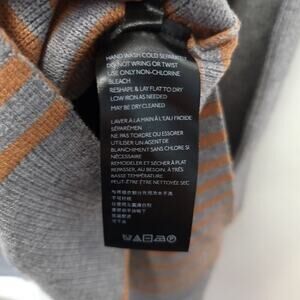 HAND WASH COLD SEPARATELY
DO NOT WRING OR TWIST
USE ONLY NON-CHLORINE
BLEACH
RESHAPE & LAY FLAT TO DRY
LOW IRON AS NEEDED
MAY BE DRY CLEANED
LAVER À LA MAIN À L'EAU FROIDE
SÉPARÉMEN
NE PAS TORDRE OU ESSORER
UTILISER UN AGENT DE
BLANCHIMENT SANS CHLORE SI
NÉCESSAIRE
REMODELER ET SÉCHER À PLAT
REPASSER, AU BESOIN, À TRÈS
BASSE TEMPÉRATURE
PEUT-ÊTRE ÊTRE NETTOYÉE SEC